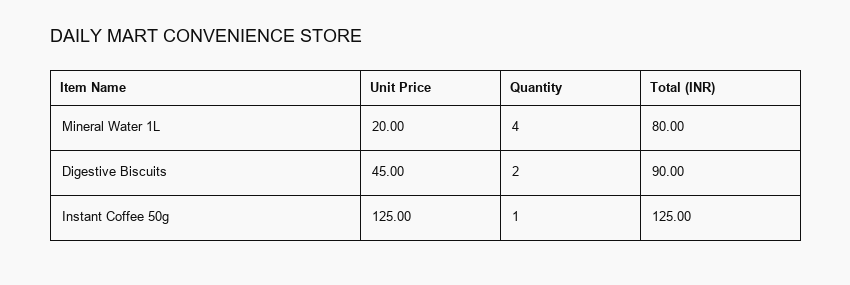 DAILY MART CONVENIENCE STORE
Item Name Unit Price Quantity Total (INR)
Mineral Water 1L 20.00 4 80.00
Digestive Biscuits 45.00 2 90.00
Instant Coffee 50g 125.00 1 125.00